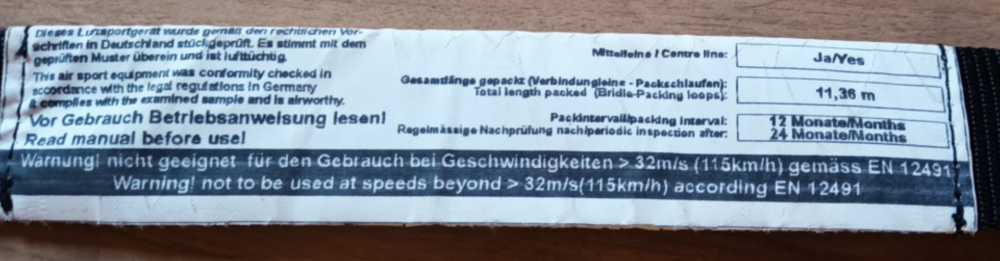 Dieses Luftsportgerät wurde gemäß den rechtlichen Vor-
schriften in Deutschland stückgeprüft. Es stimmt mit dem
geprüften Muster überein und ist lufttüchtig.
This air sport equipment was conformity checked in
accordance with the legal regulations in Germany
& complies with the examined sample and is airworthy.
Vor Gebrauch Betriebsanweisung lesen!
Read manual before use!
Mittelleine / Centre line: Ja/Yes
Gesamtlänge gepackt (Verbindungleine - Packschlaufen):
Total length packed (Bridle-Packing loops): 11,36 m
Packintervall/packing interval: 12 Monate/Months
Regelmässige Nachprüfung nach/periodic inspection after: 24 Monate/Months
Warnung! nicht geeignet für den Gebrauch bei Geschwindigkeiten > 32m/s (115km/h) gemäss EN 12491
Warning! not to be used at speeds beyond > 32m/s(115km/h) according EN 12491